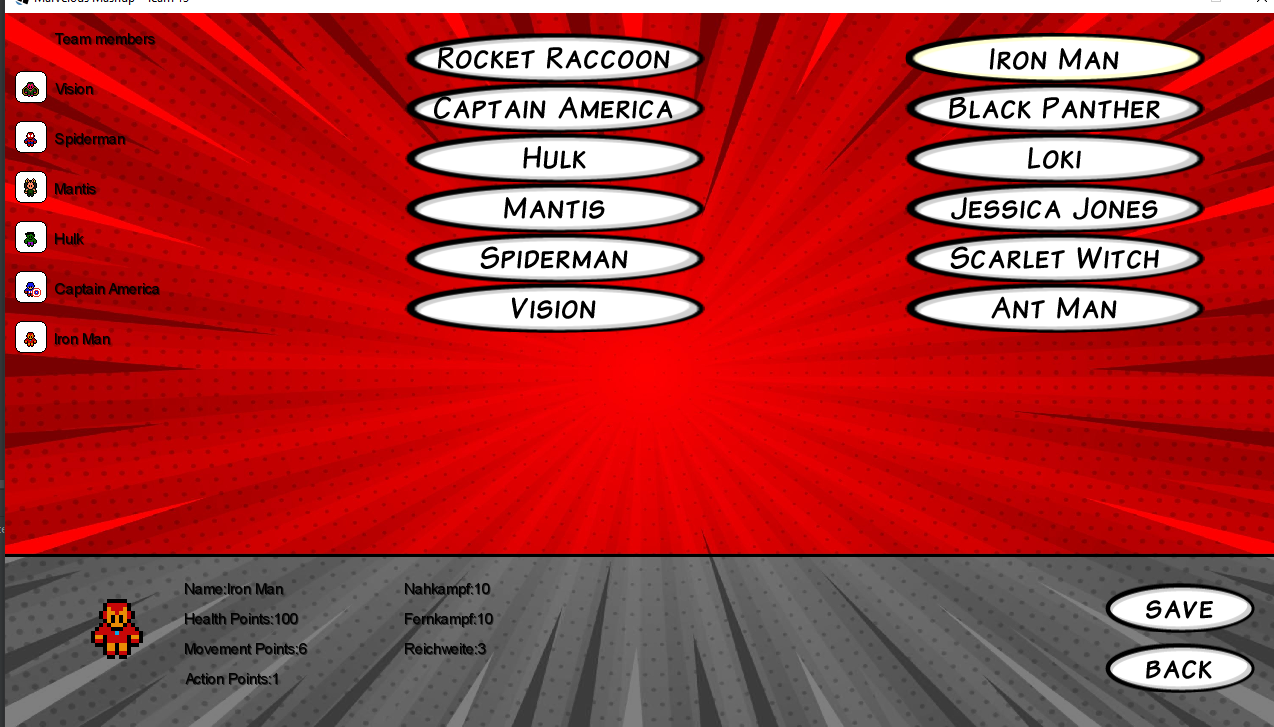 Team members
Vision
Spiderman
Mantis
Hulk
Captain America
Iron Man
ROCKET RACCOON
CAPTAIN AMERICA
HULK
MANTIS
SPIDERMAN
VISION
IRON MAN
BLACK PANTHER
LOKI
JESSICA JONES
SCARLET WITCH
ANT MAN
Name:Iron Man
Health Points:100
Movement Points:6
Action Points:1
Nahkampf:10
Fernkampf:10
Reichweite:3
SAVE
BACK